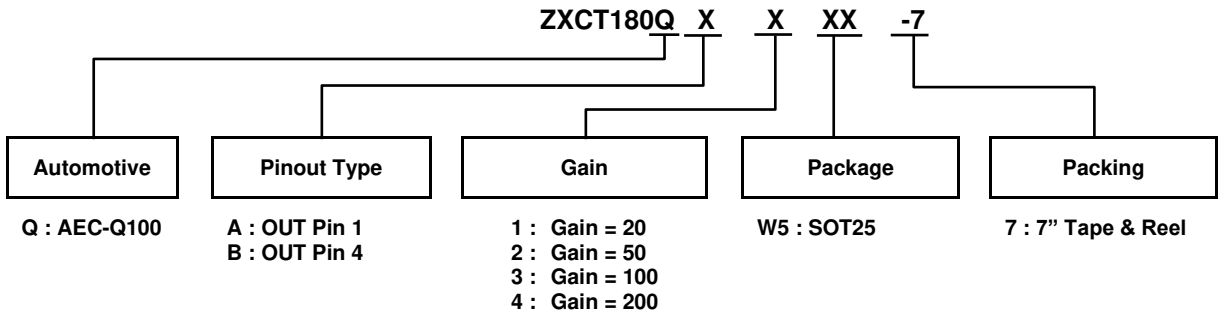 ZXCT180Q X X XX -7
Automotive Pinout Type Gain Package Packing
Q : AEC-Q100 A : OUT Pin 1 1 : Gain = 20 W5 : SOT25 7 : 7” Tape & Reel
B : OUT Pin 4 2 : Gain = 50
3 : Gain = 100
4 : Gain = 200